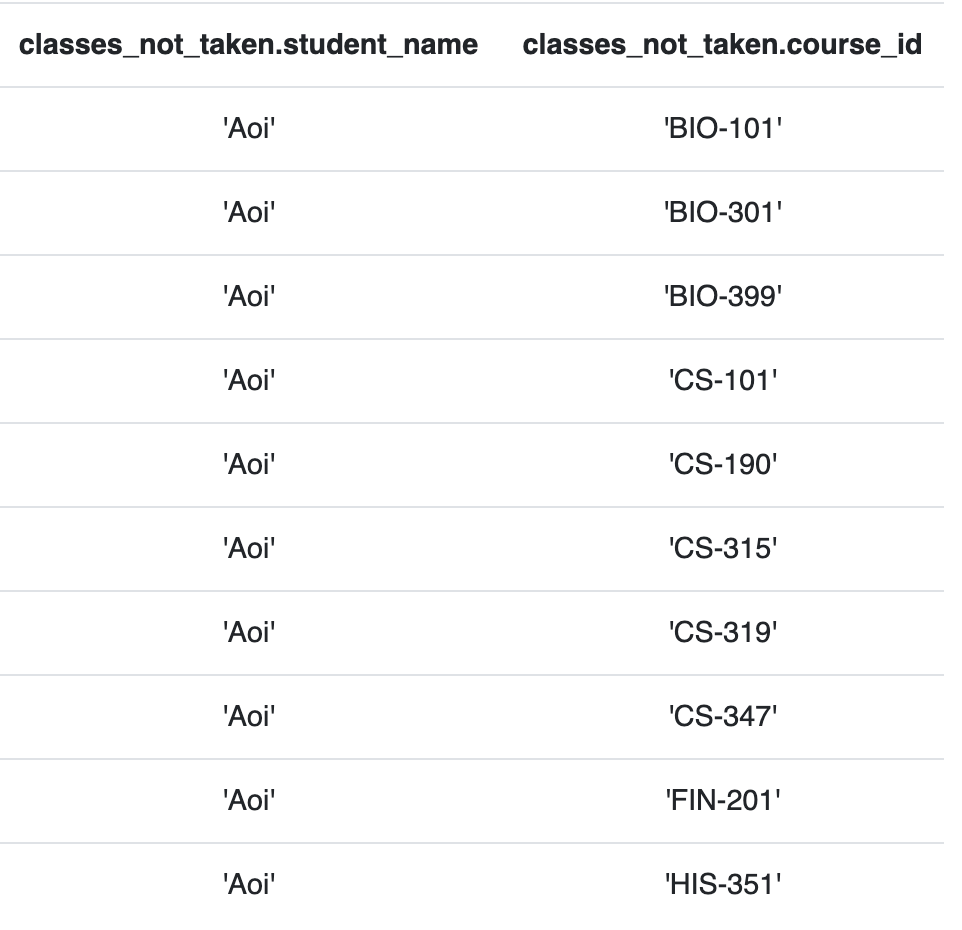 classes_not_taken.student_name classes_not_taken.course_id
'Aoi' 'BIO-101'
'Aoi' 'BIO-301'
'Aoi' 'BIO-399'
'Aoi' 'CS-101'
'Aoi' 'CS-190'
'Aoi' 'CS-315'
'Aoi' 'CS-319'
'Aoi' 'CS-347'
'Aoi' 'FIN-201'
'Aoi' 'HIS-351'